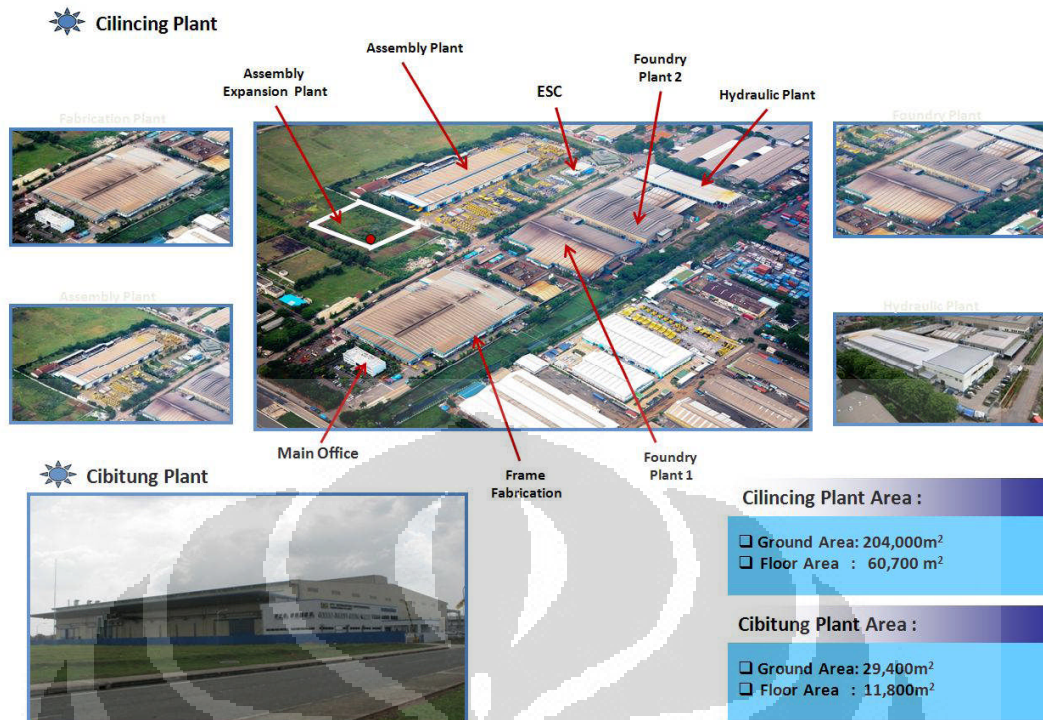 Cilincing Plant
Assembly Plant
Assembly
Expansion Plant
ESC
Foundry
Plant 2
Hydraulic Plant
Fabrication Plant
Foundry Plant
Assembly Plant
Hydraulic Plant
Main Office
Frame
Fabrication
Foundry
Plant 1
Cibitung Plant
Cilincing Plant Area :
❑ Ground Area: 204,000m²
❑ Floor Area : 60,700 m²
Cibitung Plant Area :
❑ Ground Area: 29,400m²
❑ Floor Area : 11,800m²